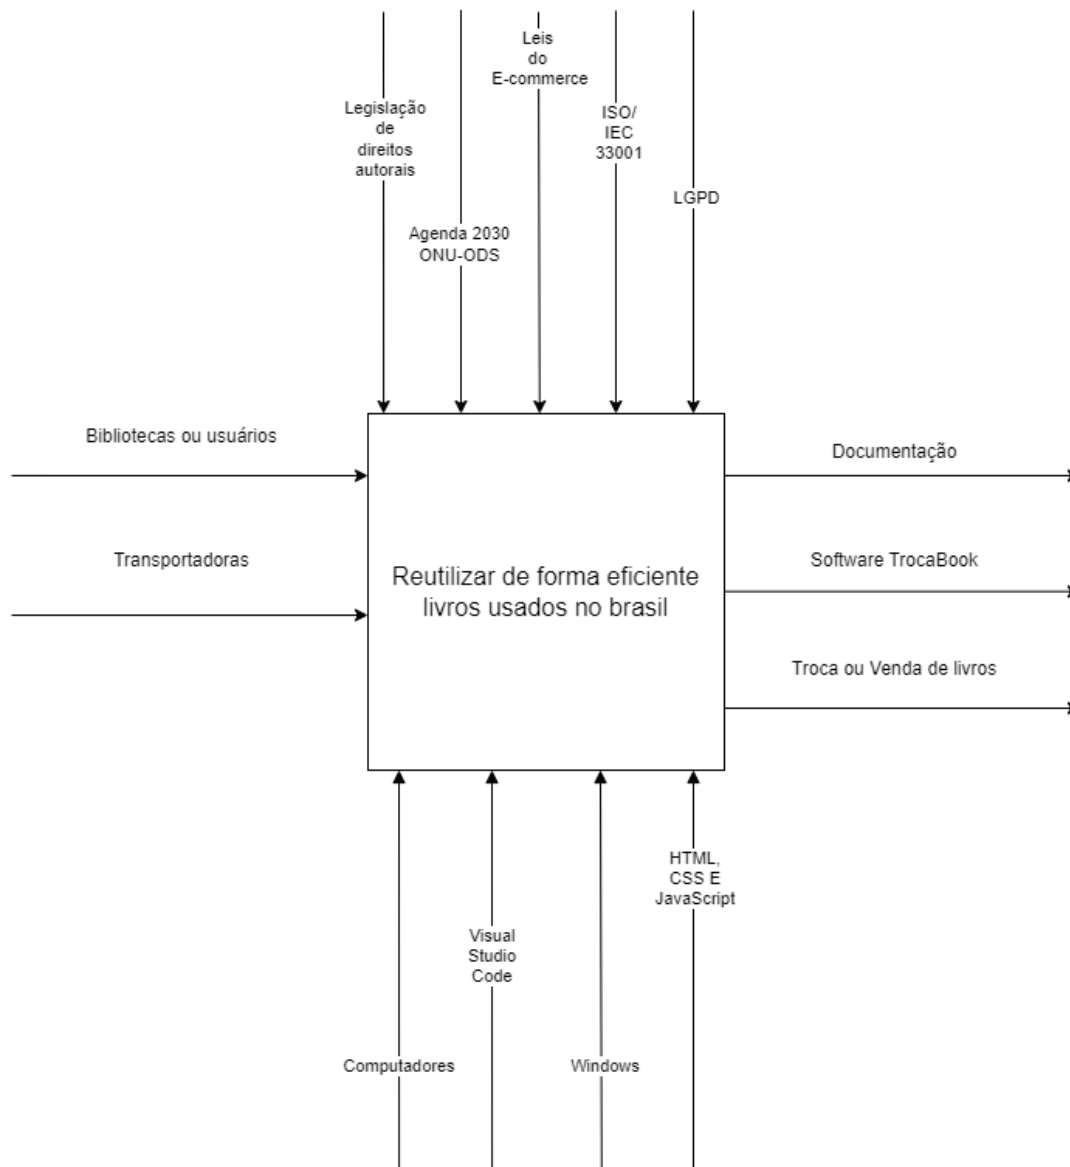 Leis
do
E-commerce
Legislação
de
direitos
autorais
ISO/
IEC
33001
LGPD
Agenda 2030
ONU-ODS
Bibliotecas ou usuários
Transportadoras
Reutilizar de forma eficiente
livros usados no brasil
Documentação
Software TrocaBook
Troca ou Venda de livros
HTML,
CSS E
JavaScript
Visual
Studio
Code
Computadores
Windows